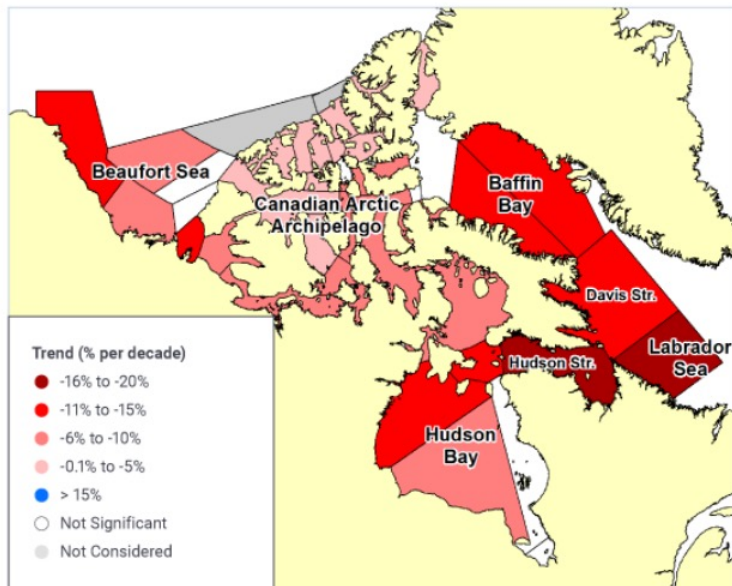 Beaufort Sea
Canadian Arctic
Archipelago
Baffin
Bay
Davis Str.
Labrador
Sea
Hudson Str.
Hudson
Bay
Trend (% per decade)
-16% to -20%
-11% to -15%
-6% to -10%
-0.1% to -5%
> 15%
Not Significant
Not Considered